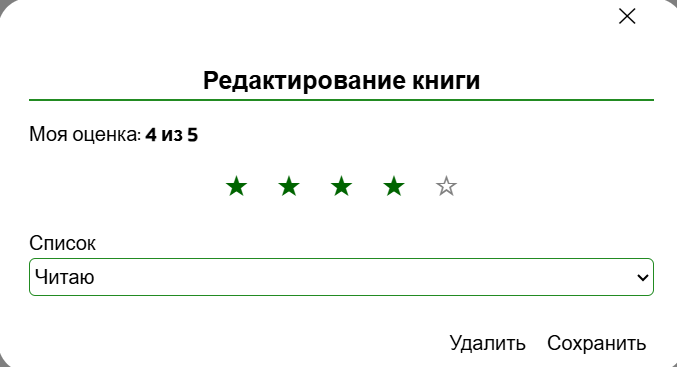 Редактирование книги
Моя оценка: 4 из 5
Список
Читаю
Удалить Сохранить